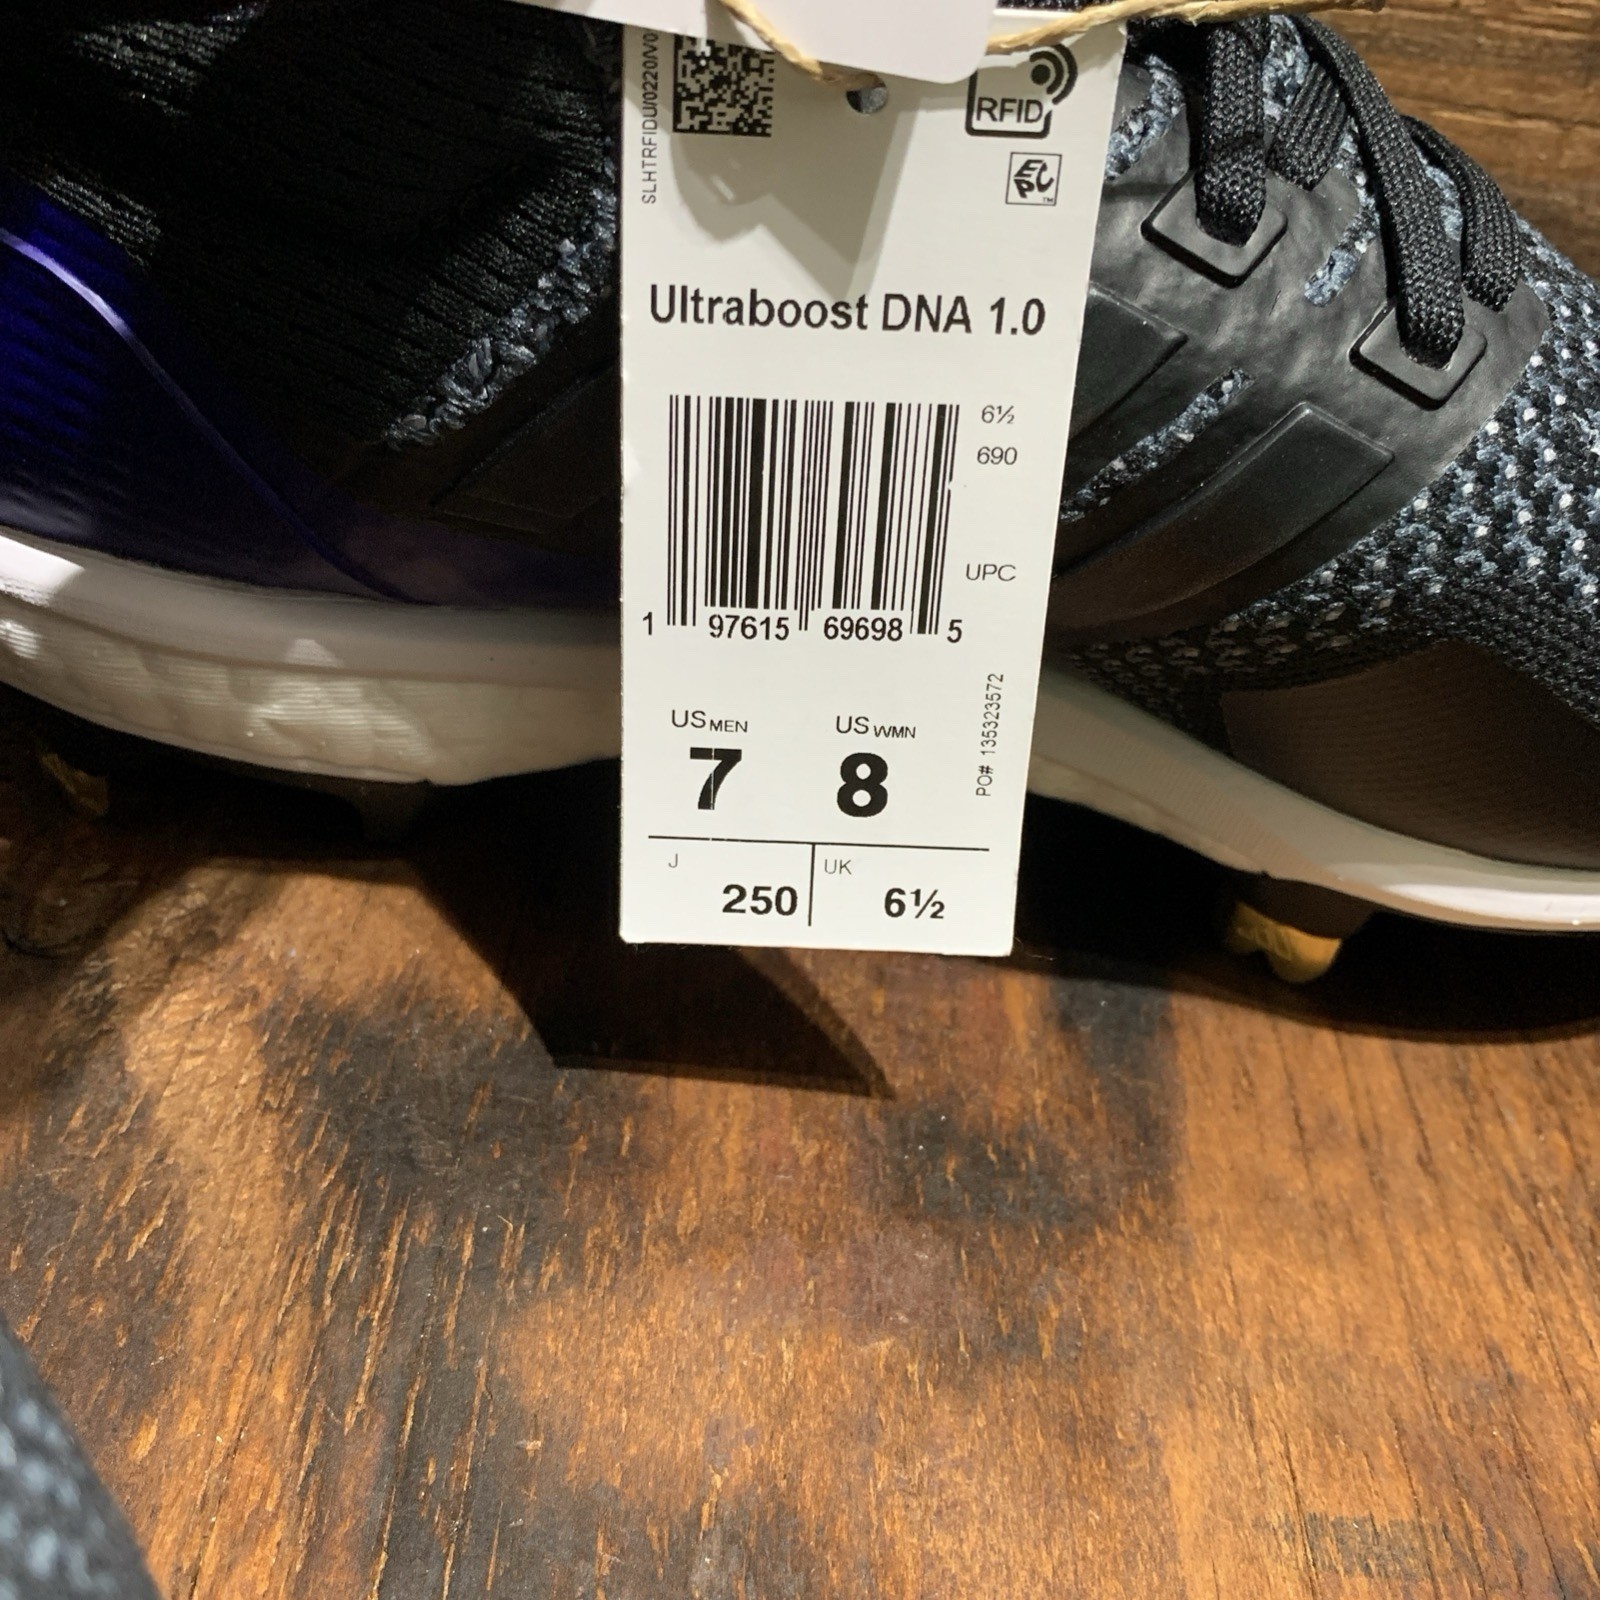 SLHTRFIDU/0220/V0
RFID
EPC™
Ultraboost DNA 1.0
6½
690
UPC
1 97615 69698 5
PO# 135323572
US MEN
7
US WMN
8
J
250
UK
6½